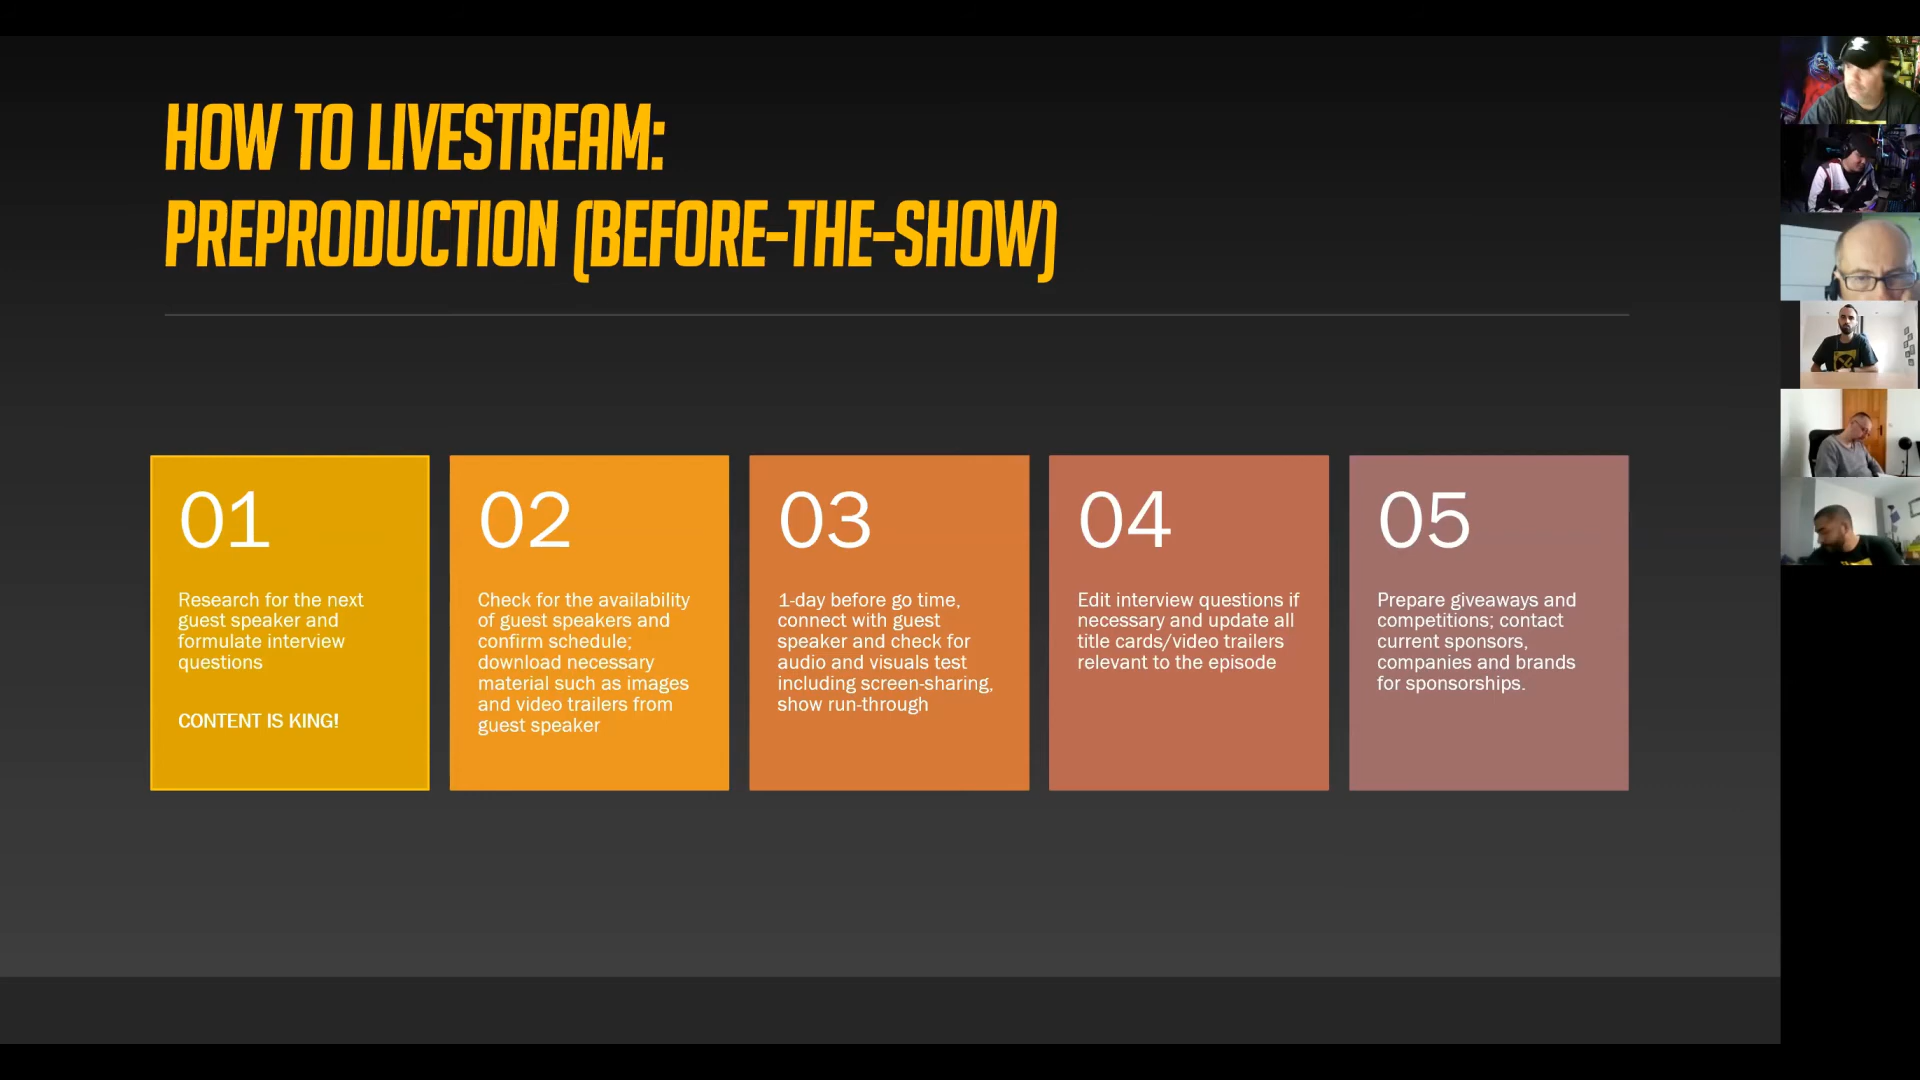 HOW TO LIVESTREAM:
PREPRODUCTION (BEFORE-THE-SHOW)
01
Research for the next
guest speaker and
formulate interview
questions
CONTENT IS KING!
02
Check for the availability
of guest speakers and
confirm schedule;
download necessary
material such as images
and video trailers from
guest speaker
03
1-day before go time,
connect with guest
speaker and check for
audio and visuals test
including screen-sharing,
show run-through
04
Edit interview questions if
necessary and update all
title cards/video trailers
relevant to the episode
05
Prepare giveaways and
competitions; contact
current sponsors,
companies and brands
for sponsorships.